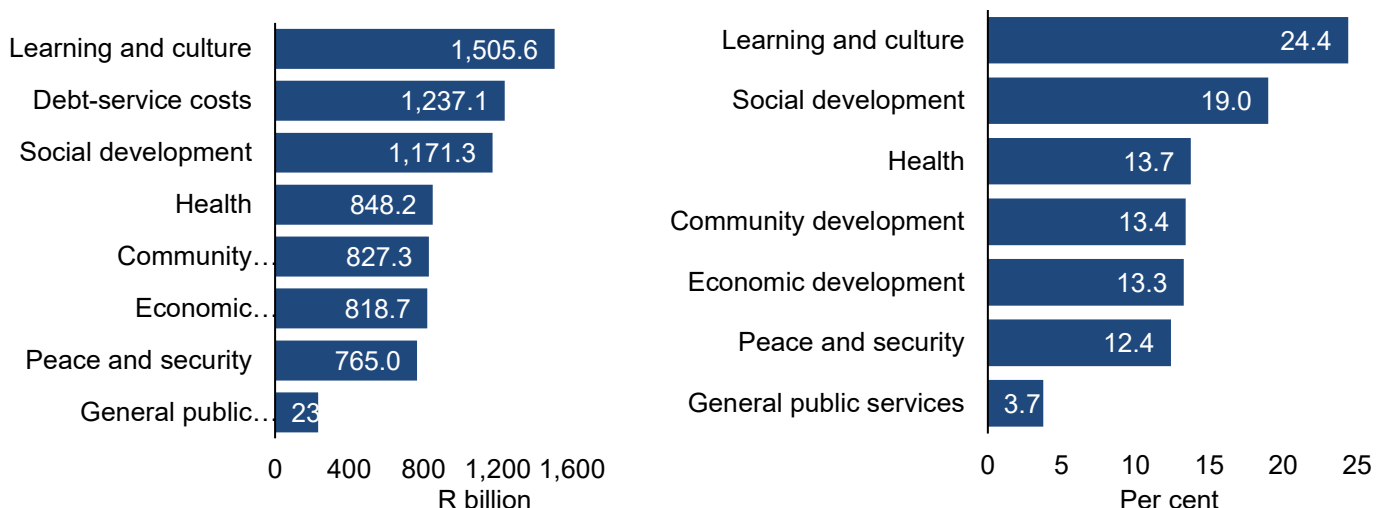 Learning and culture 1,505.6
Debt-service costs 1,237.1
Social development 1,171.3
Health 848.2
Community… 827.3
Economic… 818.7
Peace and security 765.0
General public… 23
0 400 800 1,200 1,600
R billion
Learning and culture 24.4
Social development 19.0
Health 13.7
Community development 13.4
Economic development 13.3
Peace and security 12.4
General public services 3.7
0 5 10 15 20 25
Per cent